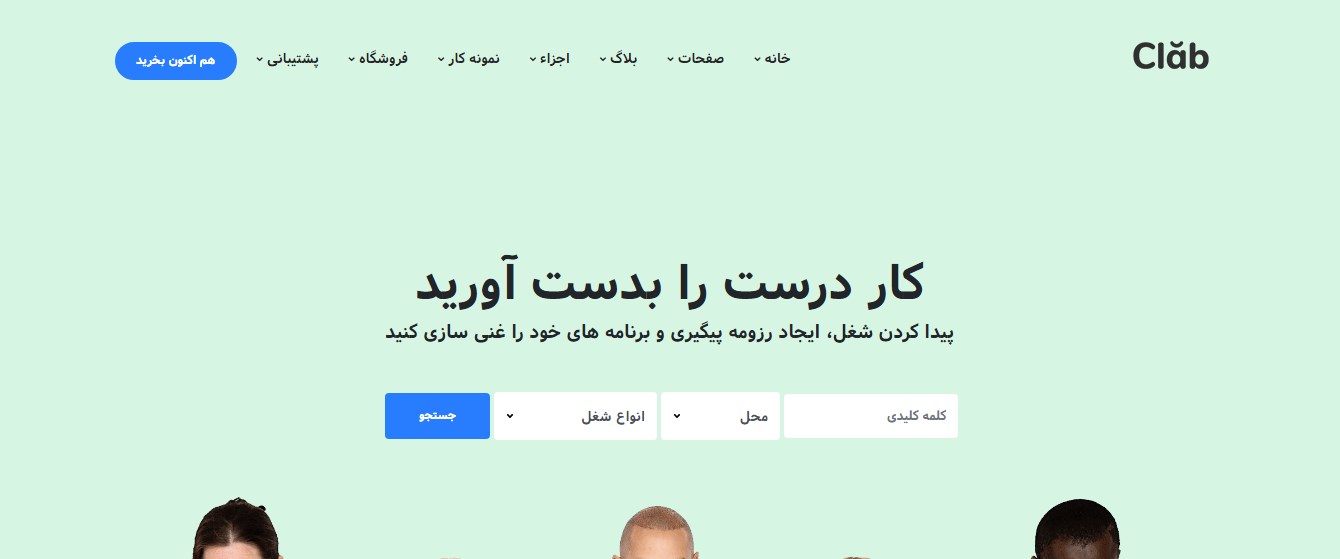 Clăb
خانه
صفحات
بلاگ
اجزاء
نمونه کار
فروشگاه
پشتیبانی
هم اکنون بخرید
کار درست را بدست آورید
پیدا کردن شغل، ایجاد رزومه پیگیری و برنامه های خود را غنی سازی کنید
کلمه کلیدی
محل
انواع شغل
جستجو